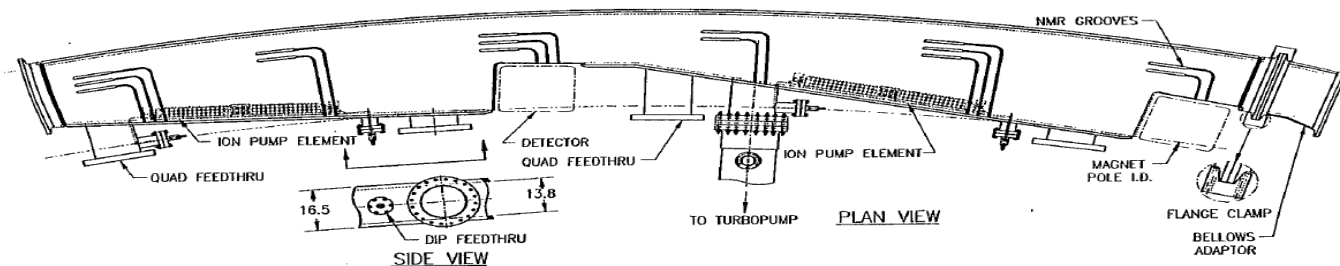 NMR GROOVES
ION PUMP ELEMENT
DETECTOR
QUAD FEEDTHRU
QUAD FEEDTHRU
ION PUMP ELEMENT
MAGNET
POLE I.D.
16.5
13.8
DIP FEEDTHRU
SIDE VIEW
TO TURBOPUMP
PLAN VIEW
FLANGE CLAMP
BELLOWS
ADAPTOR